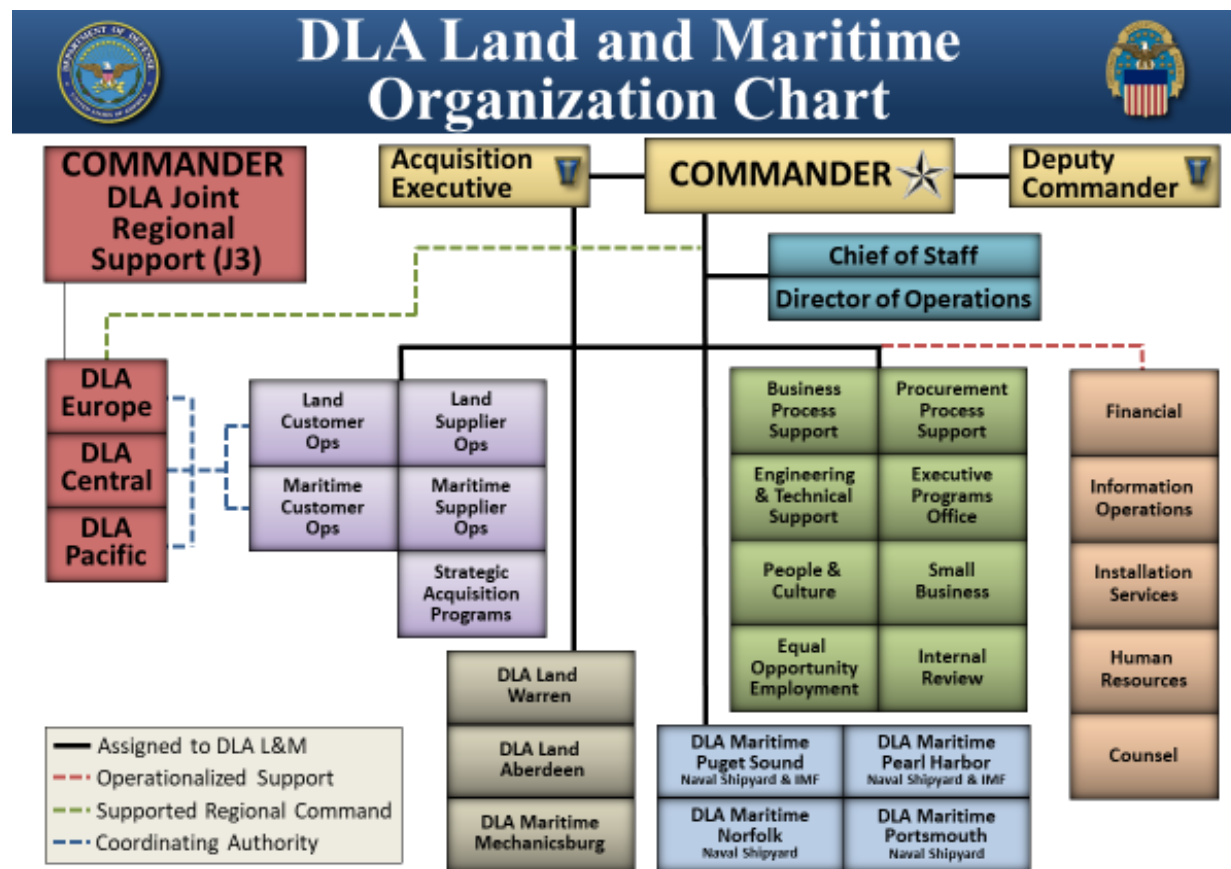 DLA Land and Maritime
Organization Chart
COMMANDER
DLA Joint
Regional
Support (J3)
Acquisition
Executive
COMMANDER
Deputy
Commander
Chief of Staff
Director of Operations
DLA
Europe
DLA
Central
DLA
Pacific
Land
Customer
Ops
Land
Supplier
Ops
Maritime
Customer
Ops
Maritime
Supplier
Ops
Strategic
Acquisition
Programs
Business
Process
Support
Procurement
Process
Support
Engineering
& Technical
Support
Executive
Programs
Office
People &
Culture
Small
Business
Equal
Opportunity
Employment
Internal
Review
Financial
Information
Operations
Installation
Services
Human
Resources
Counsel
DLA Land
Warren
DLA Land
Aberdeen
DLA Maritime
Mechanicsburg
DLA Maritime
Puget Sound
Naval Shipyard & IMF
DLA Maritime
Pearl Harbor
Naval Shipyard & IMF
DLA Maritime
Norfolk
Naval Shipyard
DLA Maritime
Portsmouth
Naval Shipyard
Assigned to DLA L&M
Operationalized Support
Supported Regional Command
Coordinating Authority